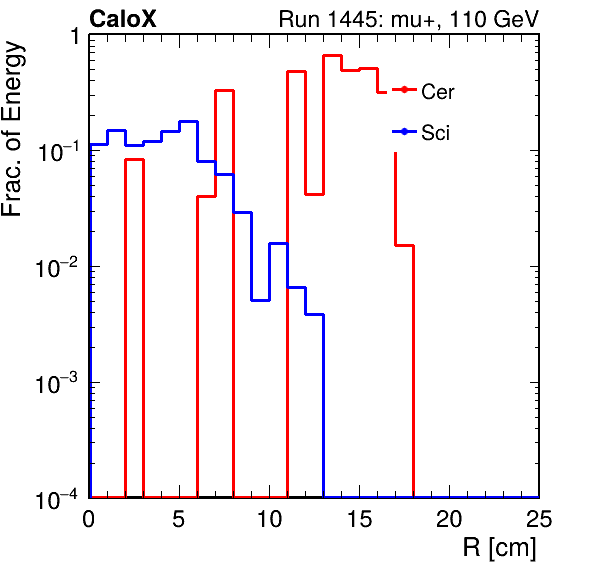 CaloX Run 1445: mu+, 110 GeV
Frac. of Energy
1
10⁻¹
10⁻²
10⁻³
10⁻⁴
Cer
Sci
0 5 10 15 20 25
R [cm]